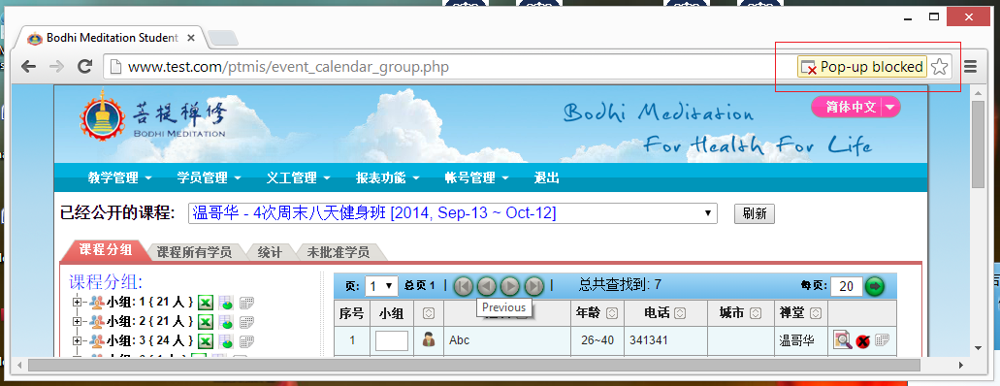 Bodhi Meditation Student
www.test.com/ptmis/event_calendar_group.php
Pop-up blocked
菩提禅修
BODHI MEDITATION
Bodhi Meditation
For Health For Life
简体中文
教学管理 学员管理 义工管理 报表功能 帐号管理 退出
已经公开的课程: 温哥华 - 4次周末八天健身班 [2014, Sep-13 ~ Oct-12] 刷新
课程分组 课程所有学员 统计 未批准学员
课程分组:
小组: 1 { 21 人 }
小组: 2 { 21 人 }
小组: 3 { 24 人 }
页: 1 总页 1 | | 总共查找到: 7 每页: 20
Previous
序号 小组 年龄 电话 城市 禅堂
1 Abc 26~40 341341 温哥华